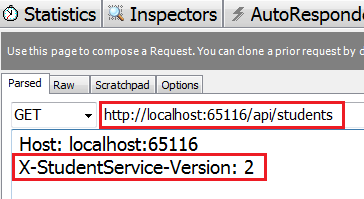 Statistics Inspectors AutoResponde
Use this page to compose a Request. You can clone a prior request by d
Parsed Raw Scratchpad Options
GET http://localhost:65116/api/students
Host: localhost:65116
X-StudentService-Version: 2